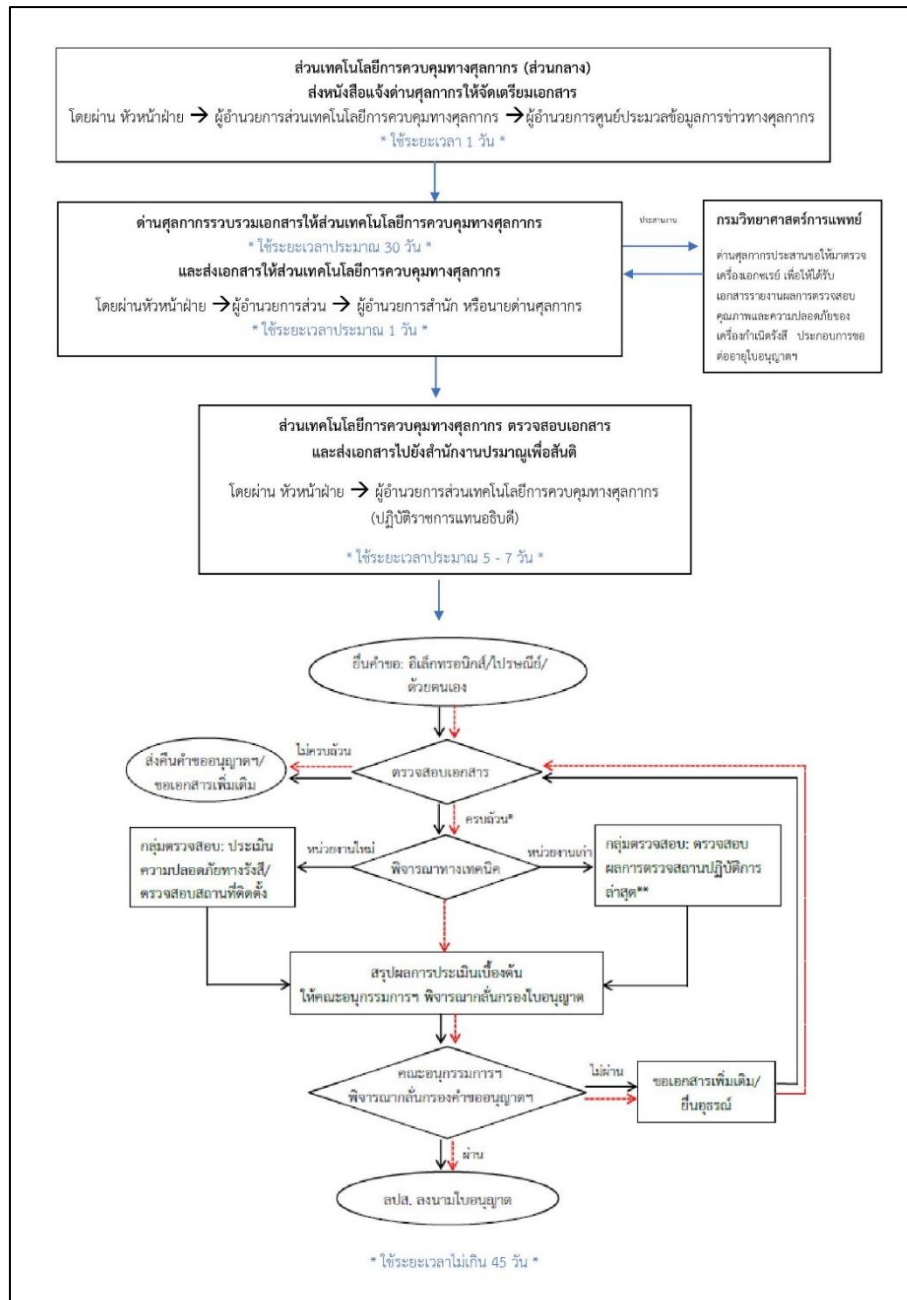 ส่วนเทคโนโลยีการควบคุมทางศุลกากร (ส่วนกลาง)
ส่งหนังสือแจ้งด่านศุลกากรให้จัดเตรียมเอกสาร
โดยผ่าน หัวหน้าฝ่าย → ผู้อำนวยการส่วนเทคโนโลยีการควบคุมทางศุลกากร → ผู้อำนวยการศูนย์ประมวลข้อมูลการข่าวทางศุลกากร
* ใช้ระยะเวลา 1 วัน *
ด่านศุลกากรรวบรวมเอกสารให้ส่วนเทคโนโลยีการควบคุมทางศุลกากร
* ใช้ระยะเวลาประมาณ 30 วัน *
และส่งเอกสารให้ส่วนเทคโนโลยีการควบคุมทางศุลกากร
โดยผ่านหัวหน้าฝ่าย → ผู้อำนวยการส่วน → ผู้อำนวยการสำนัก หรือนายด่านศุลกากร
* ใช้ระยะเวลาประมาณ 1 วัน *
ประสานงาน
กรมวิทยาศาสตร์การแพทย์
ด่านศุลกากรประสานขอให้มาตรวจ
เครื่องเอกซเรย์ เพื่อให้ได้รับ
เอกสารรายงานผลการตรวจสอบ
คุณภาพและความปลอดภัยของ
เครื่องกำเนิดรังสี ประกอบการขอ
ต่ออายุใบอนุญาตฯ
ส่วนเทคโนโลยีการควบคุมทางศุลกากร ตรวจสอบเอกสาร
และส่งเอกสารไปยังสำนักงานปรมาณูเพื่อสันติ
โดยผ่าน หัวหน้าฝ่าย → ผู้อำนวยการส่วนเทคโนโลยีการควบคุมทางศุลกากร
(ปฏิบัติราชการแทนอธิบดี)
* ใช้ระยะเวลาประมาณ 5 - 7 วัน *
ยื่นคำขอ: อิเล็กทรอนิกส์/ไปรษณีย์/
ด้วยตนเอง
ไม่ครบถ้วน
ส่งคืนคำขออนุญาตฯ/
ขอเอกสารเพิ่มเติม
ตรวจสอบเอกสาร
ครบถ้วน*
กลุ่มตรวจสอบ: ประเมิน
ความปลอดภัยทางรังสี/
ตรวจสอบสถานที่ติดตั้ง
หน่วยงานใหม่
พิจารณาทางเทคนิค
หน่วยงานเก่า
กลุ่มตรวจสอบ: ตรวจสอบ
ผลการตรวจสถานปฏิบัติการ
ล่าสุด**
สรุปผลการประเมินเบื้องต้น
ให้คณะอนุกรรมการฯ พิจารณากลั่นกรองใบอนุญาต
คณะอนุกรรมการฯ
พิจารณากลั่นกรองคำขออนุญาตฯ
ไม่ผ่าน
ขอเอกสารเพิ่มเติม/
ยื่นอุธรณ์
ผ่าน
ลปส. ลงนามใบอนุญาต
* ใช้ระยะเวลาไม่เกิน 45 วัน *